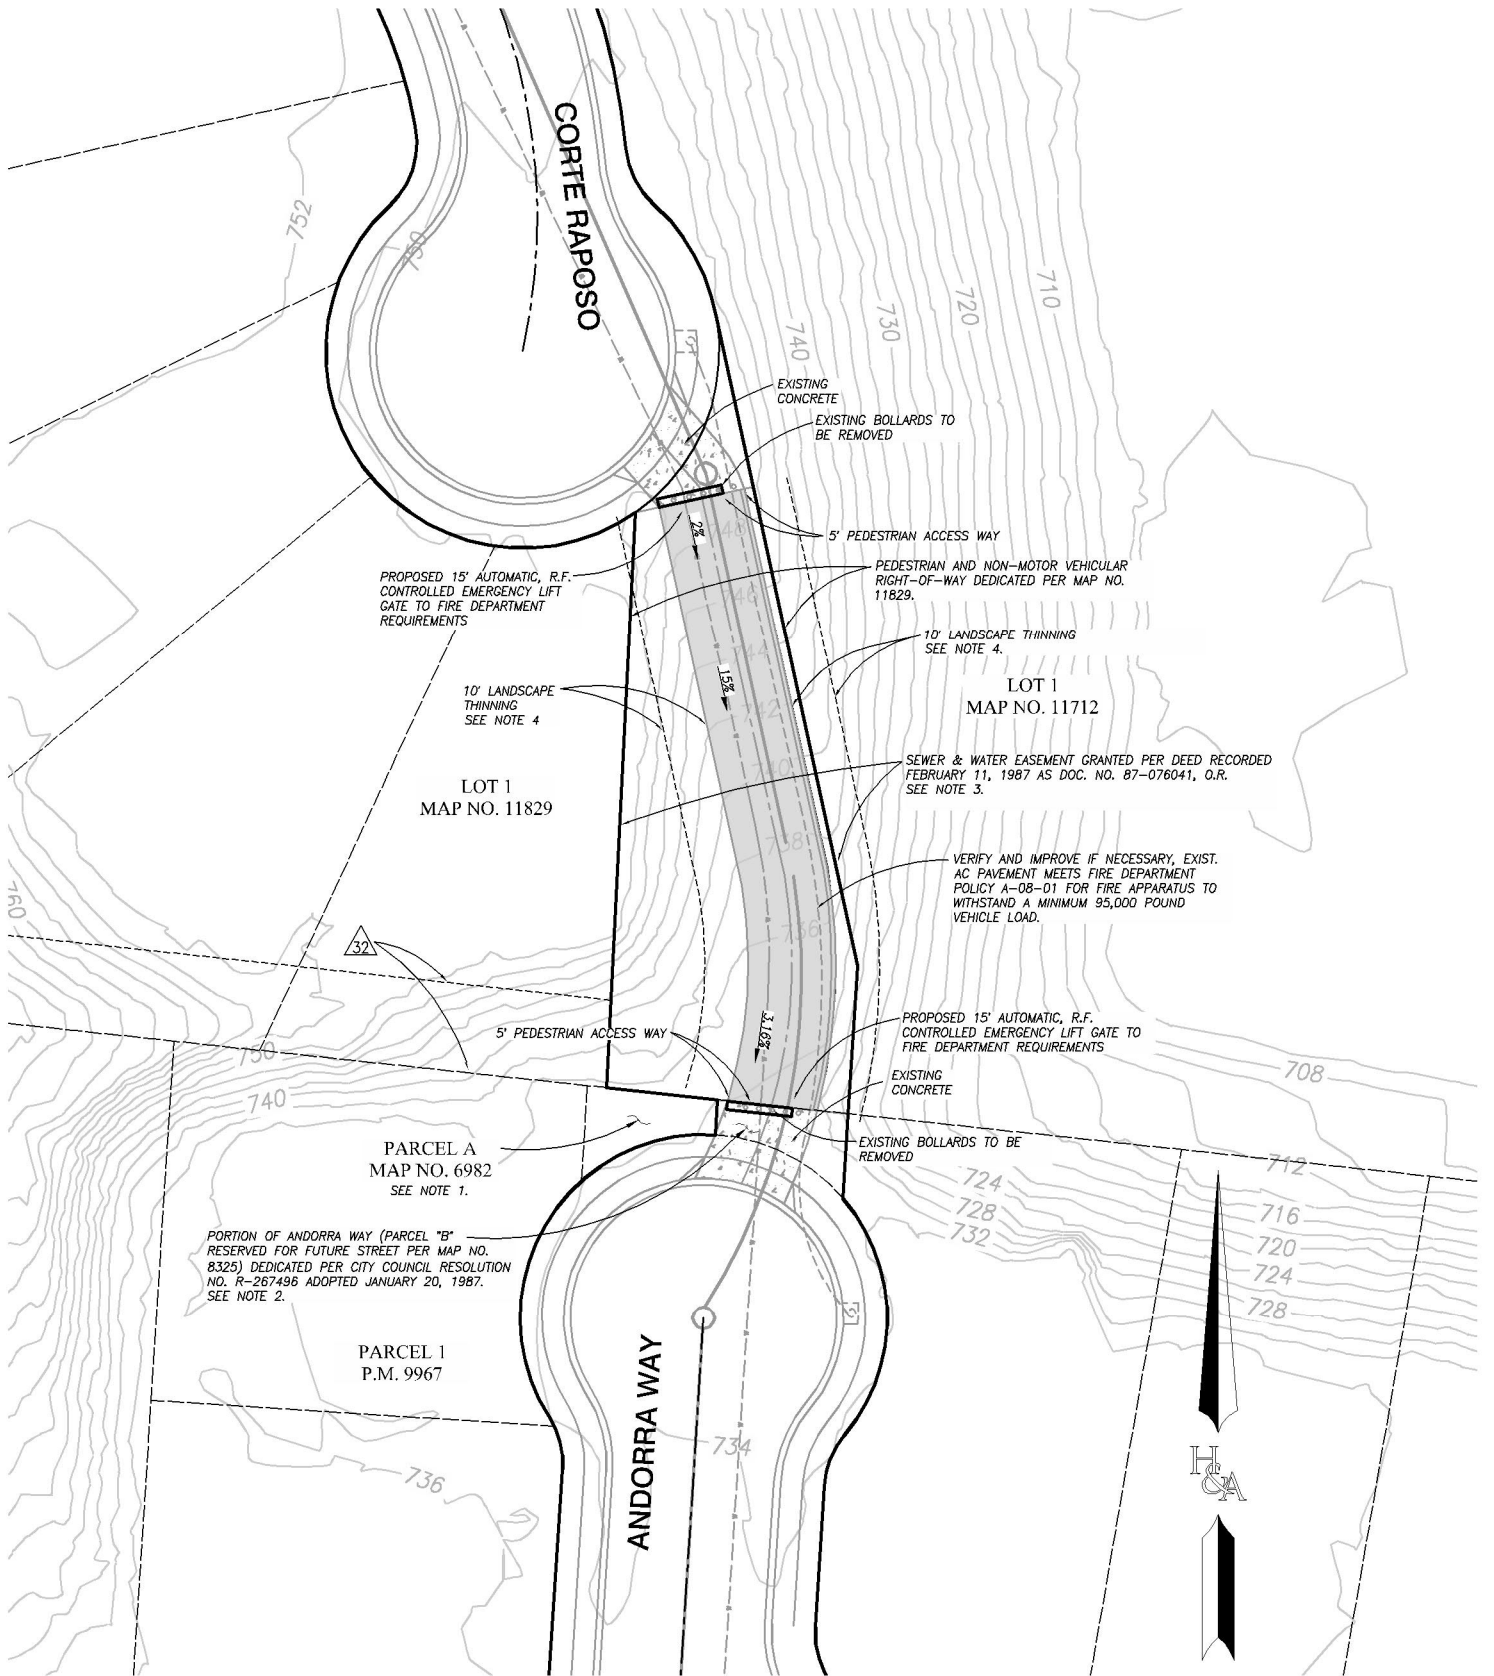 CORTE RAPOSO
752
750
710
720
730
740
EXISTING
CONCRETE
EXISTING BOLLARDS TO
BE REMOVED
5' PEDESTRIAN ACCESS WAY
2%
748
PROPOSED 15' AUTOMATIC, R.F.
CONTROLLED EMERGENCY LIFT
GATE TO FIRE DEPARTMENT
REQUIREMENTS
PEDESTRIAN AND NON-MOTOR VEHICULAR
RIGHT-OF-WAY DEDICATED PER MAP NO.
11829.
746
10' LANDSCAPE THINNING
SEE NOTE 4.
744
15%
10' LANDSCAPE
THINNING
SEE NOTE 4
LOT 1
MAP NO. 11712
742
SEWER & WATER EASEMENT GRANTED PER DEED RECORDED
FEBRUARY 11, 1987 AS DOC. NO. 87-076041, O.R.
SEE NOTE 3.
740
LOT 1
MAP NO. 11829
738
VERIFY AND IMPROVE IF NECESSARY, EXIST.
AC PAVEMENT MEETS FIRE DEPARTMENT
POLICY A-08-01 FOR FIRE APPARATUS TO
WITHSTAND A MINIMUM 95,000 POUND
VEHICLE LOAD.
760
32
736
5' PEDESTRIAN ACCESS WAY
3.16%
PROPOSED 15' AUTOMATIC, R.F.
CONTROLLED EMERGENCY LIFT GATE TO
FIRE DEPARTMENT REQUIREMENTS
750
740
708
EXISTING
CONCRETE
EXISTING BOLLARDS TO BE
REMOVED
PARCEL A
MAP NO. 6982
SEE NOTE 1.
712
724
728
732
716
720
724
728
PORTION OF ANDORRA WAY (PARCEL "B"
RESERVED FOR FUTURE STREET PER MAP NO.
8325) DEDICATED PER CITY COUNCIL RESOLUTION
NO. R-267496 ADOPTED JANUARY 20, 1987.
SEE NOTE 2.
PARCEL 1
P.M. 9967
ANDORRA WAY
734
736
H&A